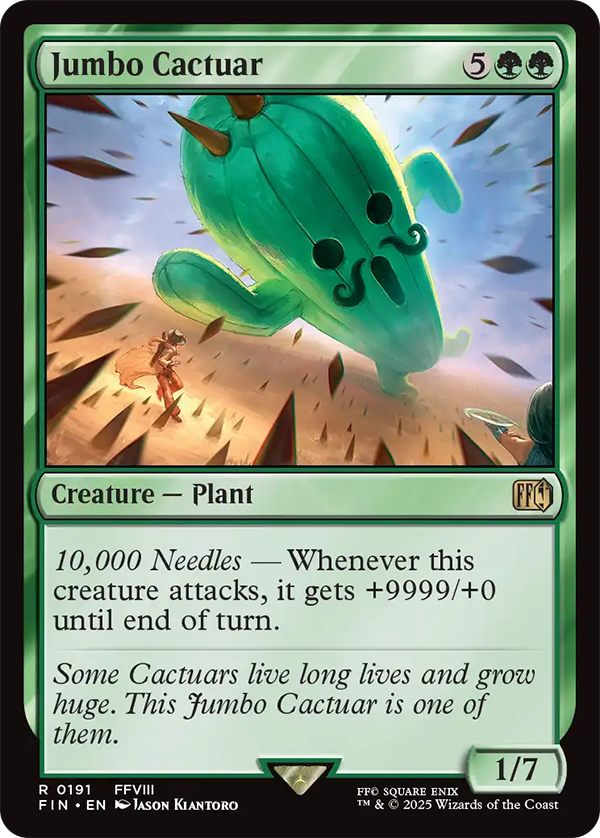 Jumbo Cactuar 5
Creature — Plant
FF
10,000 Needles — Whenever this
creature attacks, it gets +9999/+0
until end of turn.
Some Cactuars live long lives and grow
huge. This Jumbo Cactuar is one of
them.
1/7
R 0191 FFVIII
FIN • EN Jason Kiantoro
FF© SQUARE ENIX
™ & © 2025 Wizards of the Coast